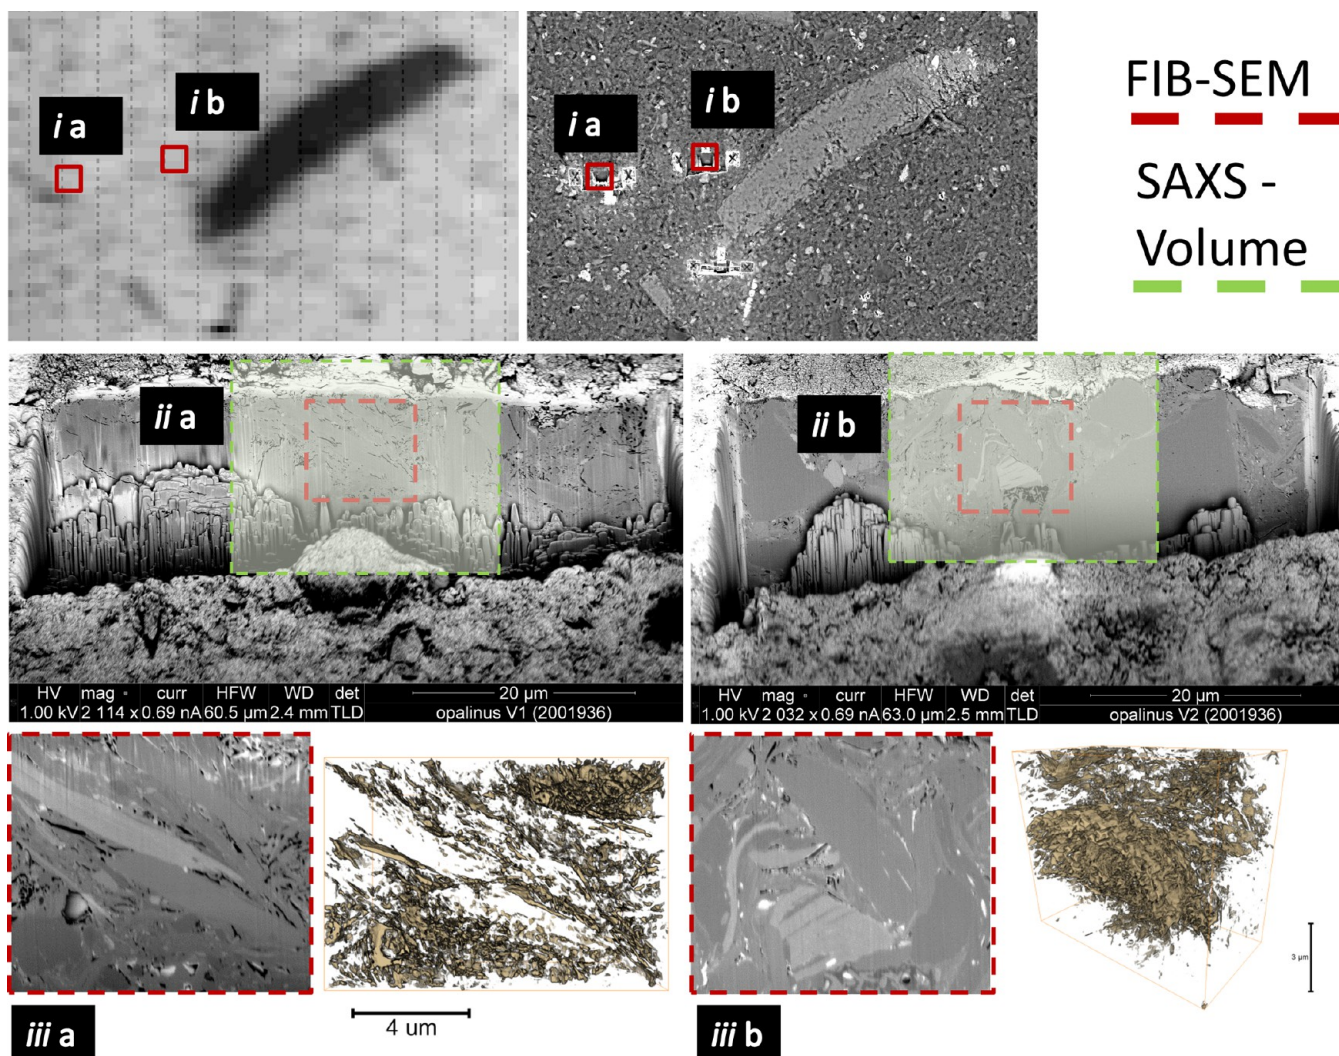 i a
i b
i a
i b
FIB-SEM
SAXS -
Volume
ii a
ii b
HV mag curr HFW WD det 20 µm
1.00 kV 2 114 x 0.69 nA 60.5 µm 2.4 mm TLD opalinus V1 (2001936)
HV mag curr HFW WD det 20 µm
1.00 kV 2 032 x 0.69 nA 63.0 µm 2.5 mm TLD opalinus V2 (2001936)
3 µm
4 um
iii a
iii b